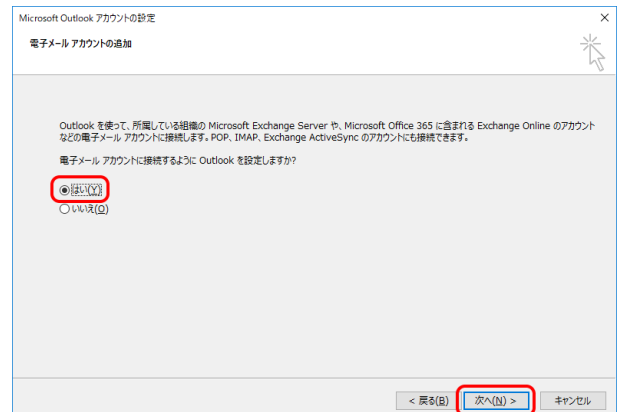 Microsoft Outlook アカウントの設定
電子メール アカウントの追加
Outlook を使って、所属している組織の Microsoft Exchange Server や、Microsoft Office 365 に含まれる Exchange Online のアカウント
などの電子メール アカウントに接続します。POP、IMAP、Exchange ActiveSync のアカウントにも接続できます。
電子メール アカウントに接続するように Outlook を設定しますか?
はい(Y)
いいえ(O)
< 戻る(B) 次へ(N) > キャンセル